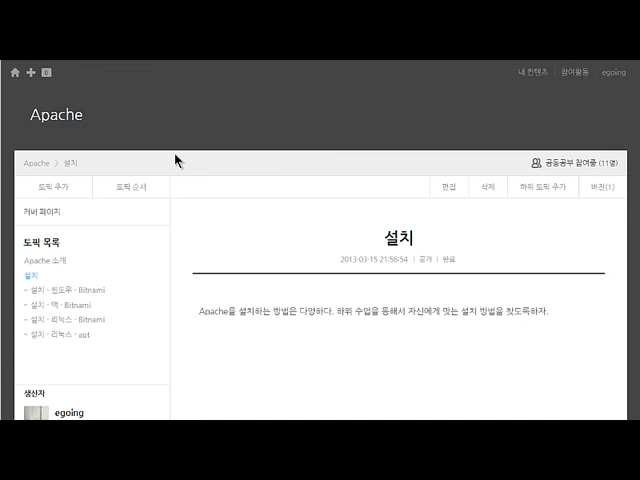 0
내 컨텐츠 | 참여활동 | egoing
Apache
Apache > 설치
공동공부 참여중 (11명)
토픽 추가
토픽 순서
편집
삭제
하위 토픽 추가
버전(1)
커버 페이지
토픽 목록
Apache 소개
설치
- 설치 - 윈도우 - Bitnami
- 설치 - 맥 - Bitnami
- 설치 - 리눅스 - Bitnami
- 설치 - 리눅스 - apt
생산자
egoing
설치
2013-03-15 21:56:54 | 공개 | 완료
Apache를 설치하는 방법은 다양하다. 하위 수업을 통해서 자신에게 맞는 설치 방법을 찾도록하자.